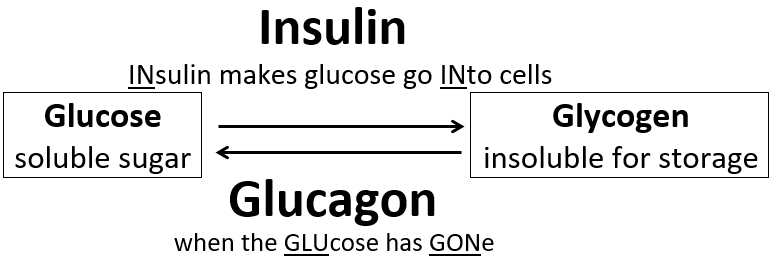 Insulin
INsulin makes glucose go INto cells
Glucose
soluble sugar
Glycogen
insoluble for storage
Glucagon
when the GLUcose has GONe